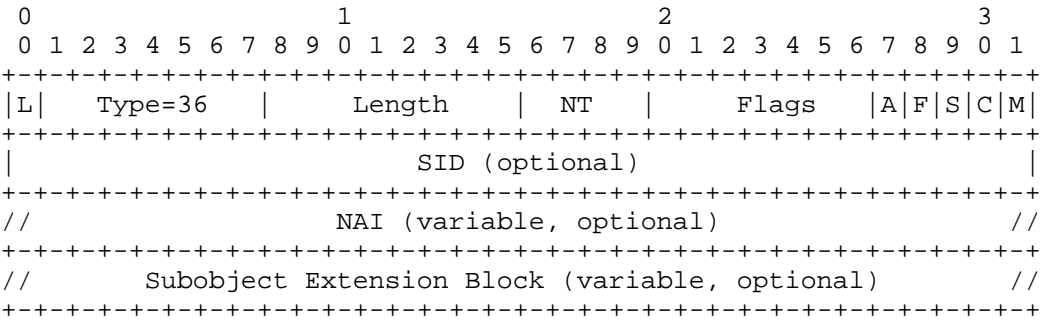 0                   1                   2                   3
 0 1 2 3 4 5 6 7 8 9 0 1 2 3 4 5 6 7 8 9 0 1 2 3 4 5 6 7 8 9 0 1
+-+-+-+-+-+-+-+-+-+-+-+-+-+-+-+-+-+-+-+-+-+-+-+-+-+-+-+-+-+-+-+-+
|L|   Type=36   |     Length    |  NT   |     Flags     |A|F|S|C|M|
+-+-+-+-+-+-+-+-+-+-+-+-+-+-+-+-+-+-+-+-+-+-+-+-+-+-+-+-+-+-+-+-+
|                        SID (optional)                         |
+-+-+-+-+-+-+-+-+-+-+-+-+-+-+-+-+-+-+-+-+-+-+-+-+-+-+-+-+-+-+-+-+
//                   NAI (variable, optional)                  //
+-+-+-+-+-+-+-+-+-+-+-+-+-+-+-+-+-+-+-+-+-+-+-+-+-+-+-+-+-+-+-+-+
//       Subobject Extension Block (variable, optional)        //
+-+-+-+-+-+-+-+-+-+-+-+-+-+-+-+-+-+-+-+-+-+-+-+-+-+-+-+-+-+-+-+-+